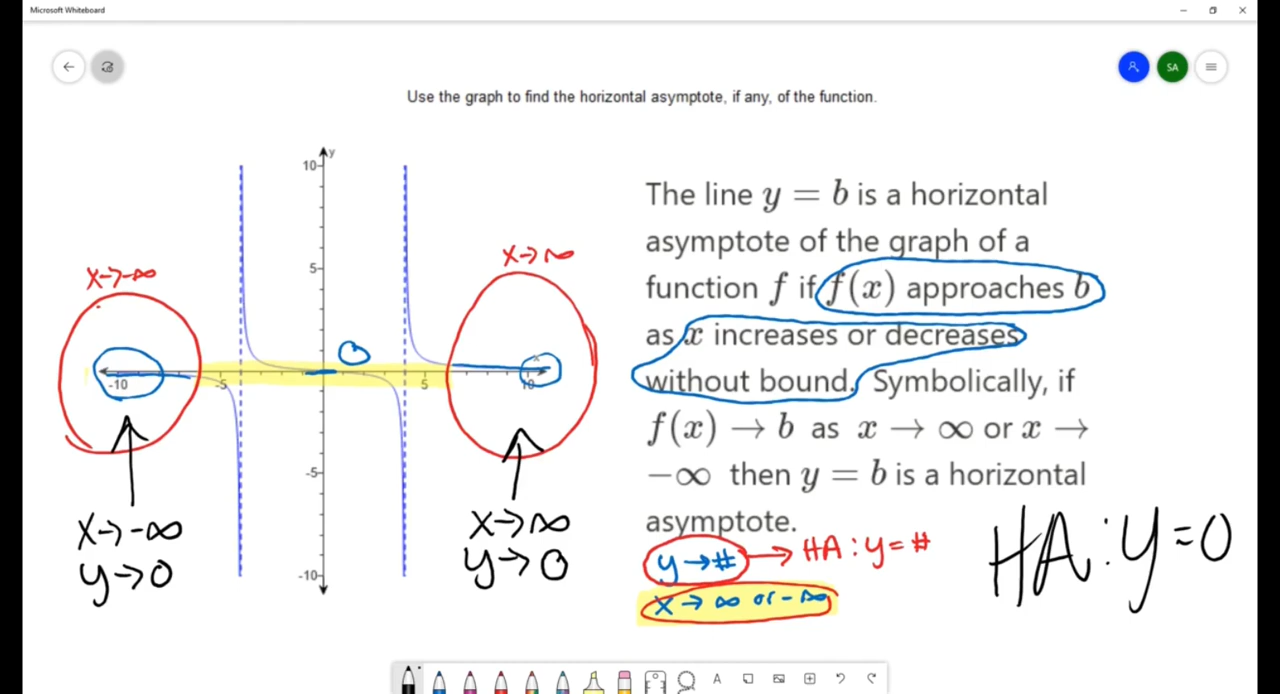 Microsoft Whiteboard
SA
Use the graph to find the horizontal asymptote, if any, of the function.
y
10
5
-5
-10
-10
-5
5
10
x
x→-∞
x→∞
0
x→-∞
y→0
x→∞
y→0
The line y = b is a horizontal
asymptote of the graph of a
function f if f(x) approaches b
as x increases or decreases
without bound. Symbolically, if
f(x) → b as x → ∞ or x →
−∞ then y = b is a horizontal
asymptote.
y→# → HA: y=#
x→ ∞ or -∞
HA: y=0
A